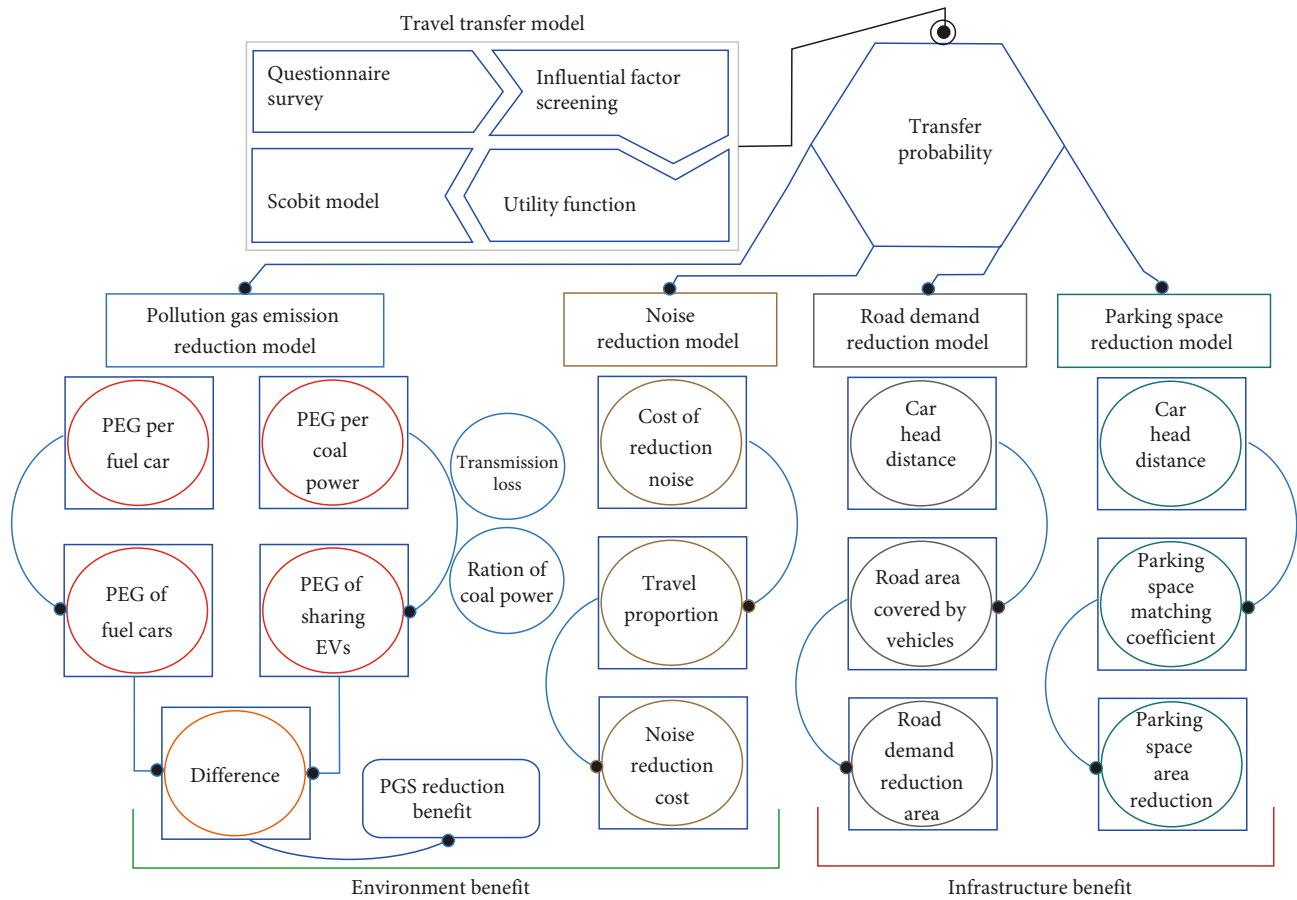 Travel transfer model
Questionnaire
survey
Influential factor
screening
Scobit model
Utility function
Transfer
probability
Pollution gas emission
reduction model
Noise
reduction model
Road demand
reduction model
Parking space
reduction model
PEG per
fuel car
PEG per
coal
power
Transmission
loss
Ration of
coal power
PEG of
fuel cars
PEG of
sharing
EVs
Difference
PGS reduction
benefit
Cost of
reduction
noise
Travel
proportion
Noise
reduction
cost
Car
head
distance
Road area
covered by
vehicles
Road
demand
reduction
area
Car
head
distance
Parking
space
matching
coefficient
Parking
space
area
reduction
Environment benefit
Infrastructure benefit